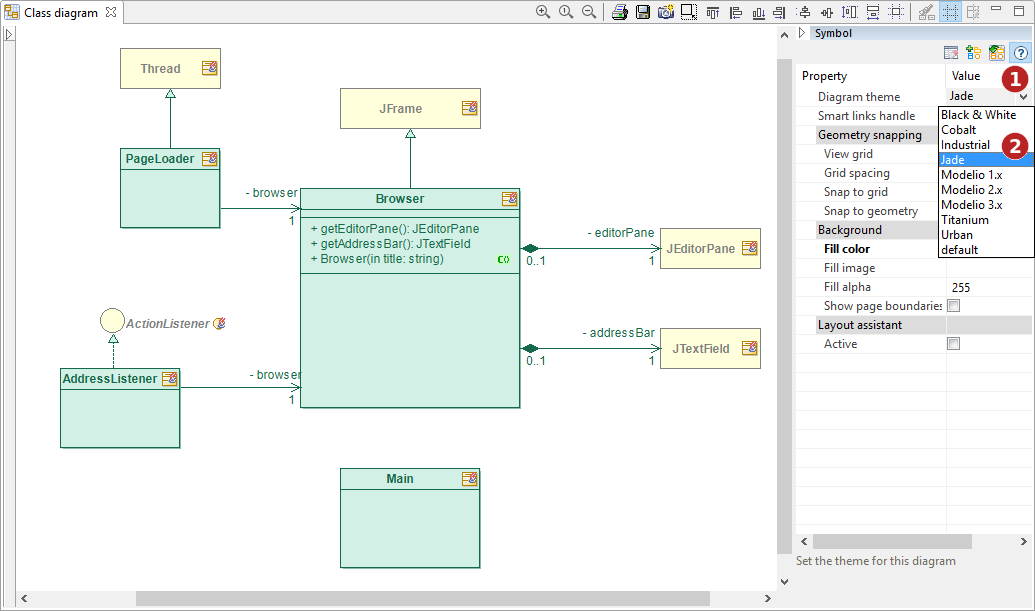 Class diagram
Symbol
Property Value
1
Diagram theme Jade
Smart links handle
Geometry snapping
View grid
Grid spacing
Snap to grid
Snap to geometry
Background
Fill color
Fill image
Fill alpha 255
Show page boundaries
Layout assistant
Active
Black & White
Cobalt
Industrial
2
Jade
Modelio 1.x
Modelio 2.x
Modelio 3.x
Titanium
Urban
default
Set the theme for this diagram
Thread
JFrame
PageLoader
- browser
1
Browser
+ getEditorPane(): JEditorPane
+ getAddressBar(): JTextField
+ Browser(in title: string)
- editorPane
0..1
1
JEditorPane
- addressBar
0..1
1
JTextField
ActionListener
AddressListener
- browser
1
Main